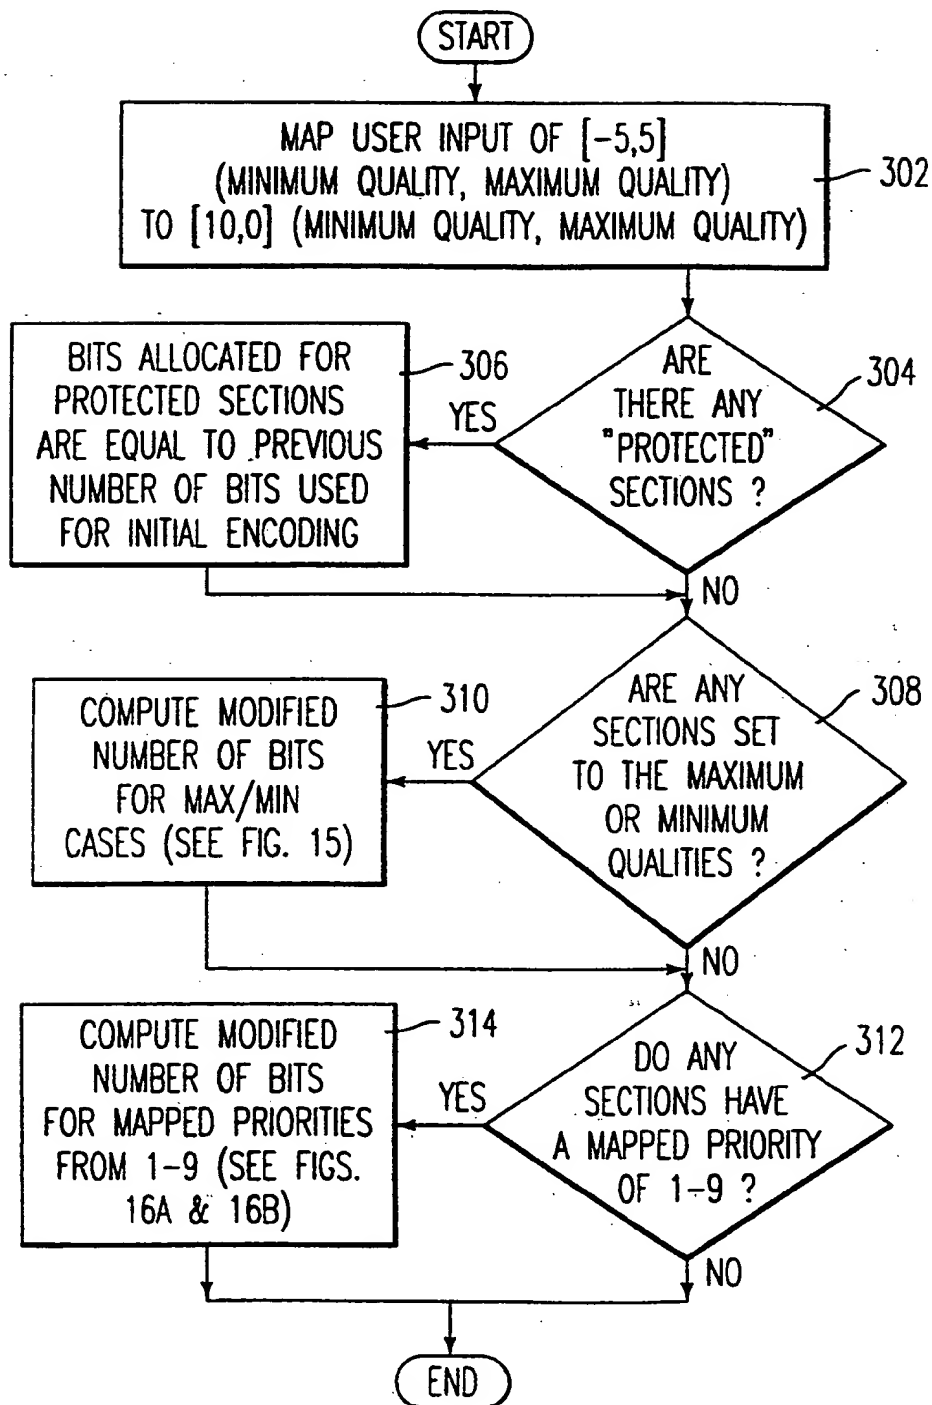 START
MAP USER INPUT OF [-5,5]
(MINIMUM QUALITY, MAXIMUM QUALITY)
TO [10,0] (MINIMUM QUALITY, MAXIMUM QUALITY)
302
ARE
THERE ANY
"PROTECTED"
SECTIONS ?
304
YES
BITS ALLOCATED FOR
PROTECTED SECTIONS
ARE EQUAL TO PREVIOUS
NUMBER OF BITS USED
FOR INITIAL ENCODING
306
NO
ARE ANY
SECTIONS SET
TO THE MAXIMUM
OR MINIMUM
QUALITIES ?
308
YES
COMPUTE MODIFIED
NUMBER OF BITS
FOR MAX/MIN
CASES (SEE FIG. 15)
310
NO
DO ANY
SECTIONS HAVE
A MAPPED PRIORITY
OF 1-9 ?
312
YES
COMPUTE MODIFIED
NUMBER OF BITS
FOR MAPPED PRIORITIES
FROM 1-9 (SEE FIGS.
16A & 16B)
314
NO
END